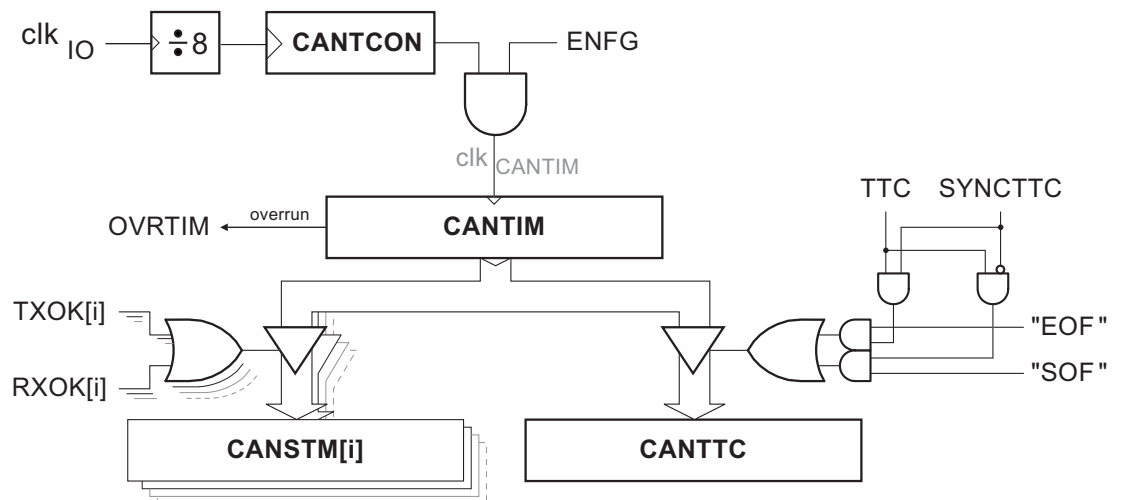 clk IO ÷8 CANTCON ENFG
clk CANTIM
TTC SYNCTTC
OVRTIM overrun CANTIM
TXOK[i] "EOF"
RXOK[i] "SOF"
CANSTM[i] CANTTC